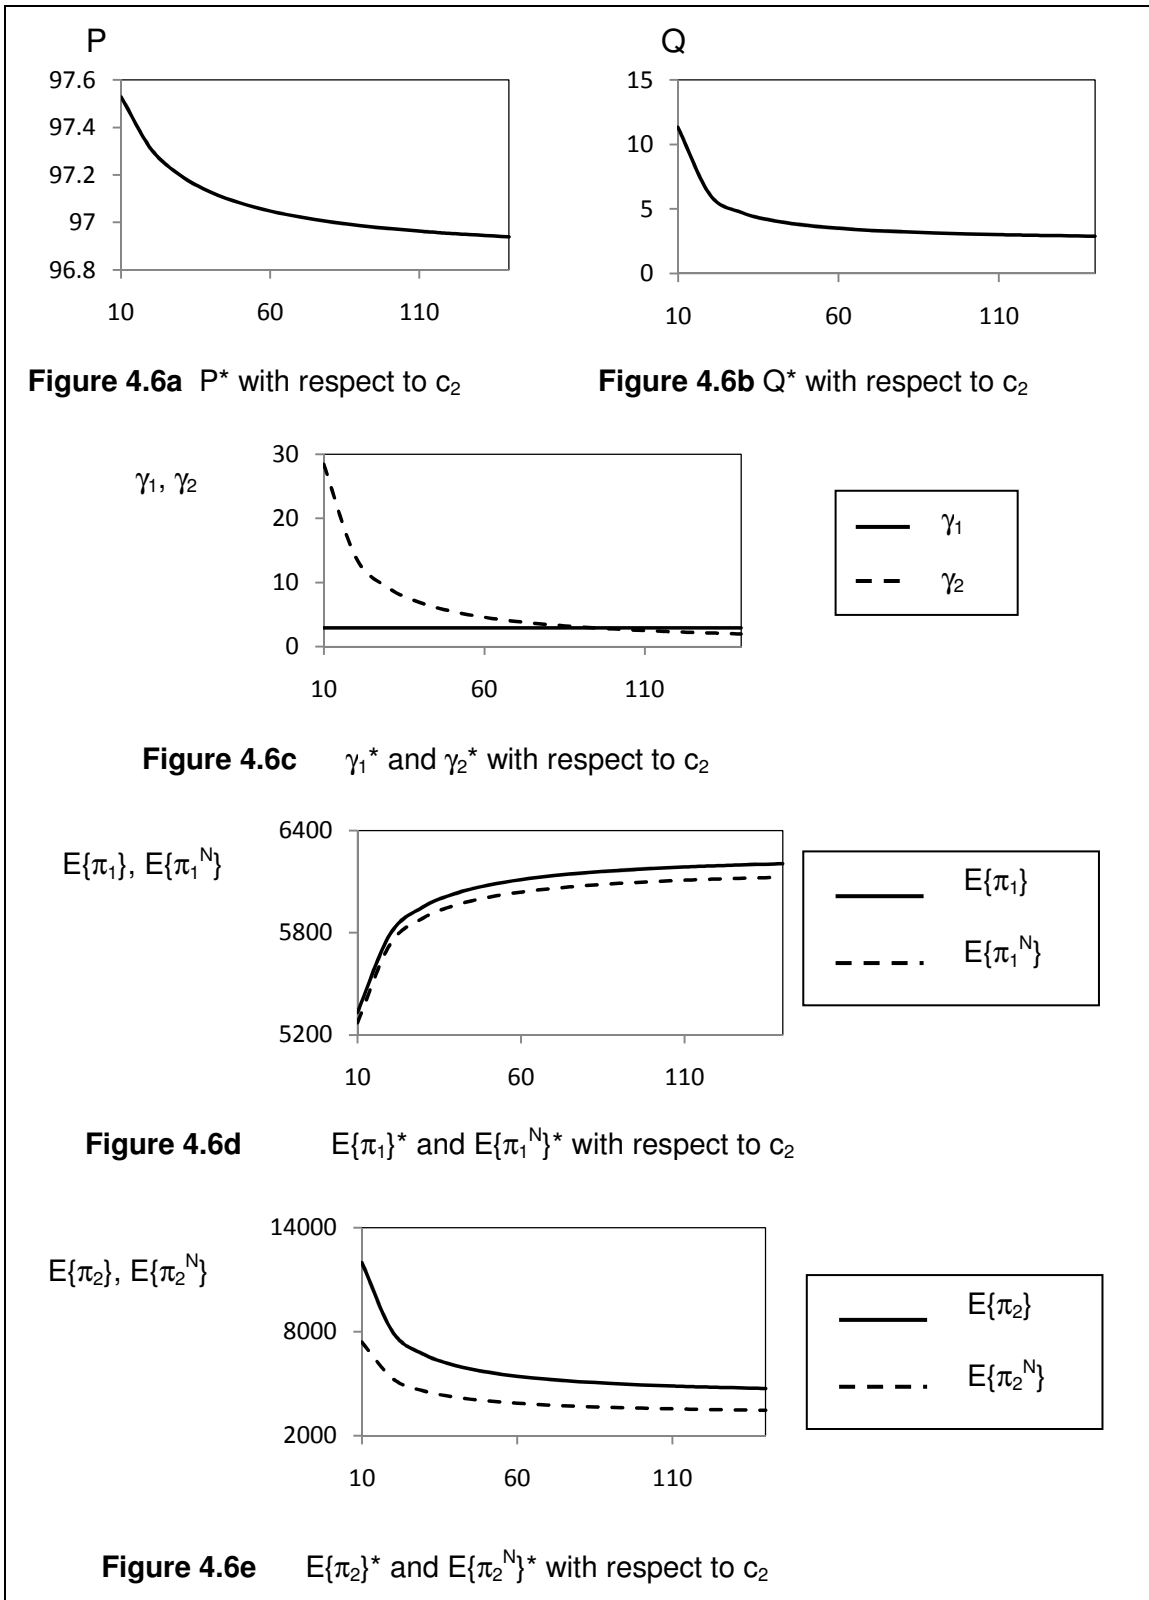 P Q
97.6
97.4
97.2
97
96.8
10 60 110
15
10
5
0
10 60 110
Figure 4.6a P* with respect to c₂
Figure 4.6b Q* with respect to c₂
γ₁, γ₂
30
20
10
0
10 60 110
γ₁
γ₂
Figure 4.6c γ₁* and γ₂* with respect to c₂
E{π₁}, E{π₁ᴺ}
6400
5800
5200
10 60 110
E{π₁}
E{π₁ᴺ}
Figure 4.6d E{π₁}* and E{π₁ᴺ}* with respect to c₂
E{π₂}, E{π₂ᴺ}
14000
8000
2000
10 60 110
E{π₂}
E{π₂ᴺ}
Figure 4.6e E{π₂}* and E{π₂ᴺ}* with respect to c₂